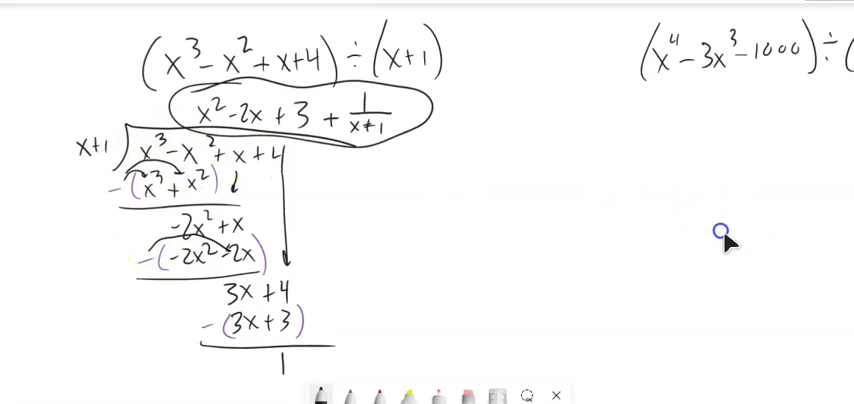 (x³ - x² + x + 4) ÷ (x+1)
x² - 2x + 3 + 1/(x+1)
x+1 ) x³ - x² + x + 4
-(x³ + x²)
-2x² + x
-(-2x² - 2x)
3x + 4
-(3x + 3)
1
(x⁴ - 3x³ - 1000) ÷ (